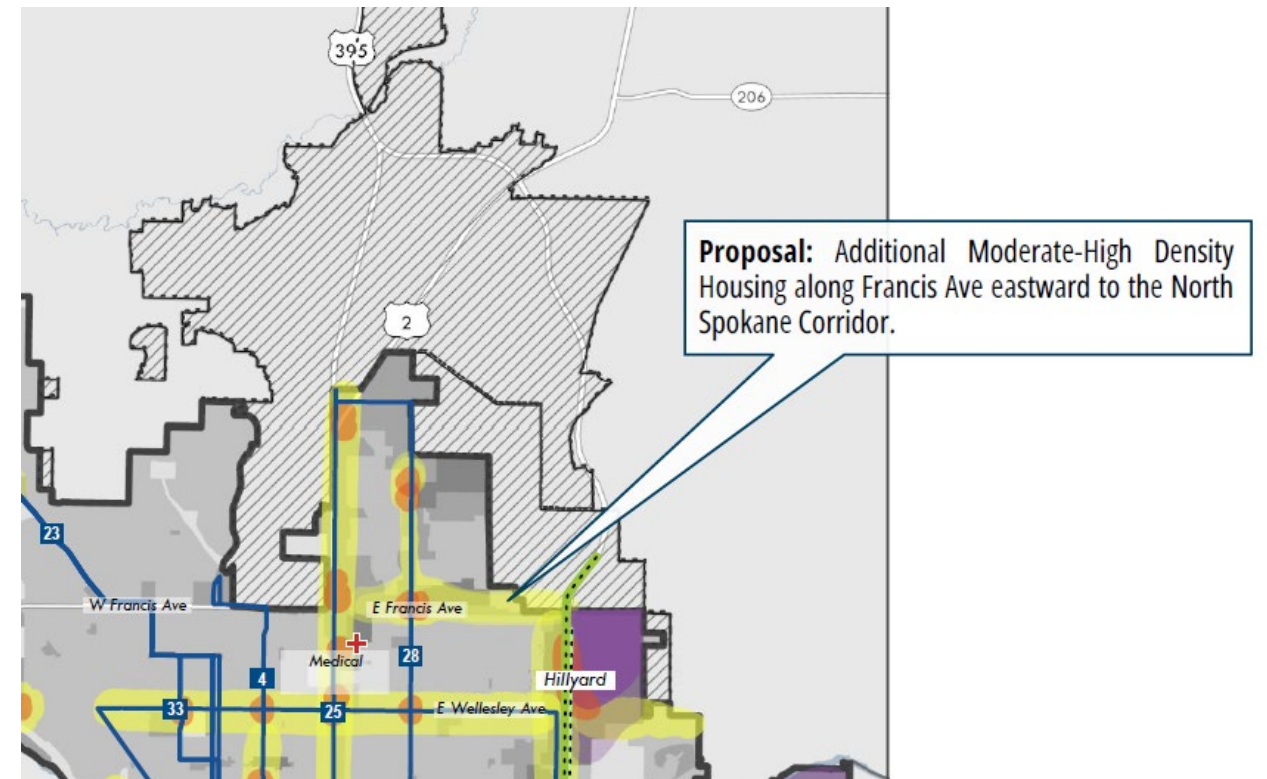 395
206
Proposal: Additional Moderate-High Density
Housing along Francis Ave eastward to the North
Spokane Corridor.
2
23
W Francis Ave
E Francis Ave
Medical
28
4
Hillyard
33
25
E Wellesley Ave